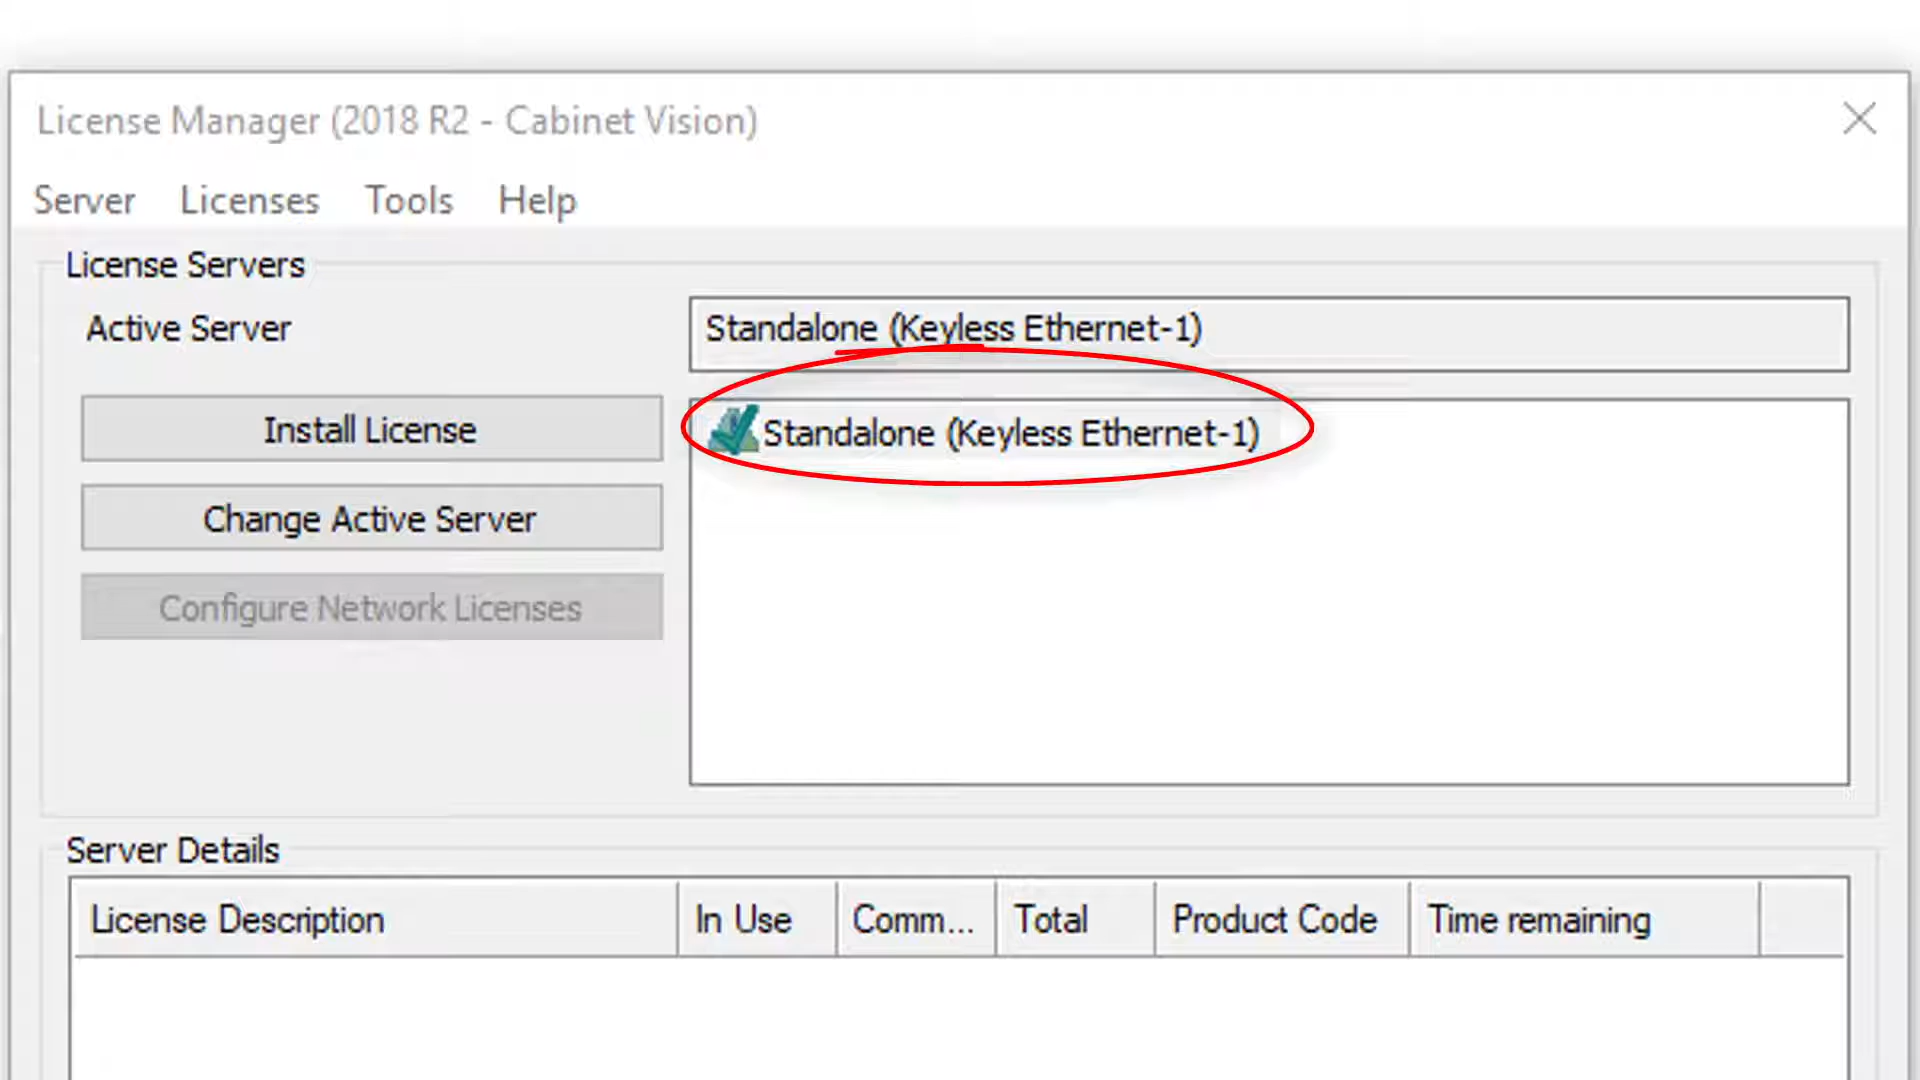 License Manager (2018 R2 - Cabinet Vision)
Server Licenses Tools Help
License Servers
Active Server
Standalone (Keyless Ethernet-1)
Install License
Standalone (Keyless Ethernet-1)
Change Active Server
Configure Network Licenses
Server Details
License Description In Use Comm... Total Product Code Time remaining